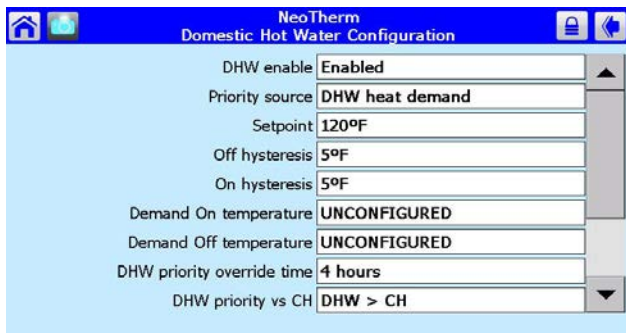 NeoTherm
Domestic Hot Water Configuration
DHW enable Enabled
Priority source DHW heat demand
Setpoint 120ºF
Off hysteresis 5ºF
On hysteresis 5ºF
Demand On temperature UNCONFIGURED
Demand Off temperature UNCONFIGURED
DHW priority override time 4 hours
DHW priority vs CH DHW > CH